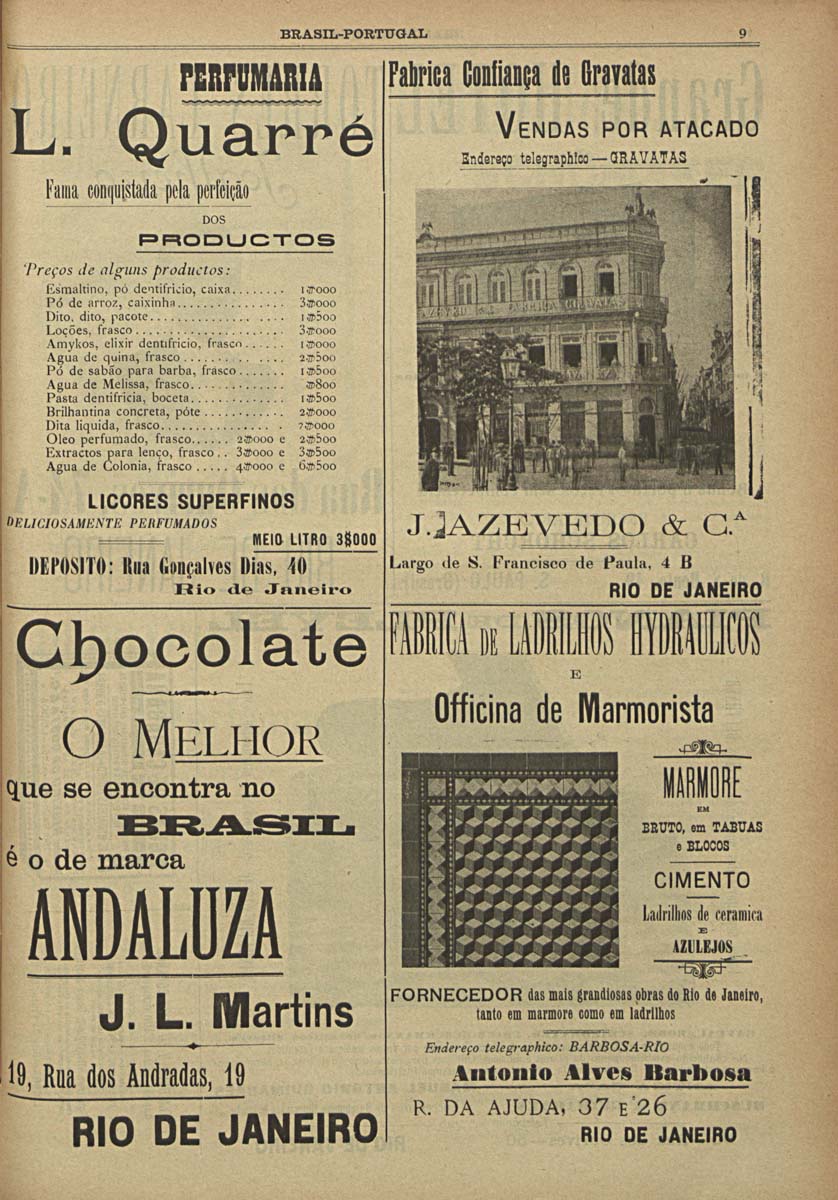 BRASIL-PORTUGAL 9
PERFUMARIA
L. Quarré
Fama conquistada pela perfeição
DOS
PRODUCTOS
Preços de alguns productos:
Esmaltino, pó dentifricio, caixa........ 1$000
Pó de arroz, caixinha................ 3$000
Dito, dito, pacote................ 1$500
Loções, frasco.................... 3$000
Amykos, elixir dentifricio, frasco...... 1$000
Agua de quina, frasco............ 2$500
Pó de sabão para barba, frasco....... 1$500
Agua de Melissa, frasco............. $800
Pasta dentifricia, boceta............. 1$500
Brilhantina concreta, póte............ 2$000
Dita liquida, frasco................. 7$000
Oleo perfumado, frasco...... 2$000 e 2$500
Extractos para lenço, frasco.. 3$000 e 3$500
Agua de Colonia, frasco..... 4$000 e 6$500
LICORES SUPERFINOS
DELICIOSAMENTE PERFUMADOS
MEIO LITRO 3$000
DEPOSITO: Rua Gonçalves Dias, 40
Rio de Janeiro
Chocolate
O MELHOR
que se encontra no
BRASIL
é o de marca
ANDALUZA
J. L. Martins
19, Rua dos Andradas, 19
RIO DE JANEIRO
Fabrica Confiança de Gravatas
VENDAS POR ATACADO
Endereço telegraphico — GRAVATAS
AZEVEDO FABRICA GRAVATAS
J. AZEVEDO & C.A
Largo de S. Francisco de Paula, 4 B
RIO DE JANEIRO
FABRICA DE LADRILHOS HYDRAULICOS
E
Officina de Marmorista
MARMORE
EM
BRUTO, em TABUAS
e BLOCOS
CIMENTO
Ladrilhos de ceramica
E
AZULEJOS
FORNECEDOR das mais grandiosas obras do Rio de Janeiro,
tanto em marmore como em ladrilhos
Endereço telegraphico: BARBOSA-RIO
Antonio Alves Barbosa
R. DA AJUDA, 37 E 26
RIO DE JANEIRO